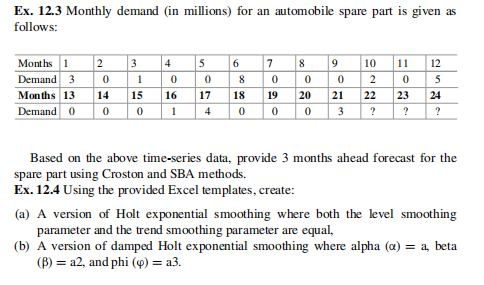 Ex. 12.3 Monthly demand (in millions) for an automobile spare part is given as
follows:
Months 1 2 3 4 5 6 7 8 9 10 11 12
Demand 3 0 1 0 0 8 0 0 0 2 0 5
Months 13 14 15 16 17 18 19 20 21 22 23 24
Demand 0 0 0 1 4 0 0 0 3 ? ? ?
Based on the above time-series data, provide 3 months ahead forecast for the
spare part using Croston and SBA methods.
Ex. 12.4 Using the provided Excel templates, create:
(a) A version of Holt exponential smoothing where both the level smoothing
parameter and the trend smoothing parameter are equal,
(b) A version of damped Holt exponential smoothing where alpha (α) = a, beta
(β) = a2, and phi (φ) = a3.